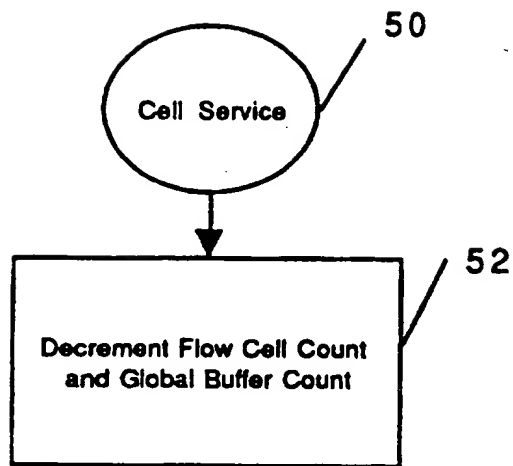 50
Cell Service
52
Decrement Flow Cell Count
and Global Buffer Count